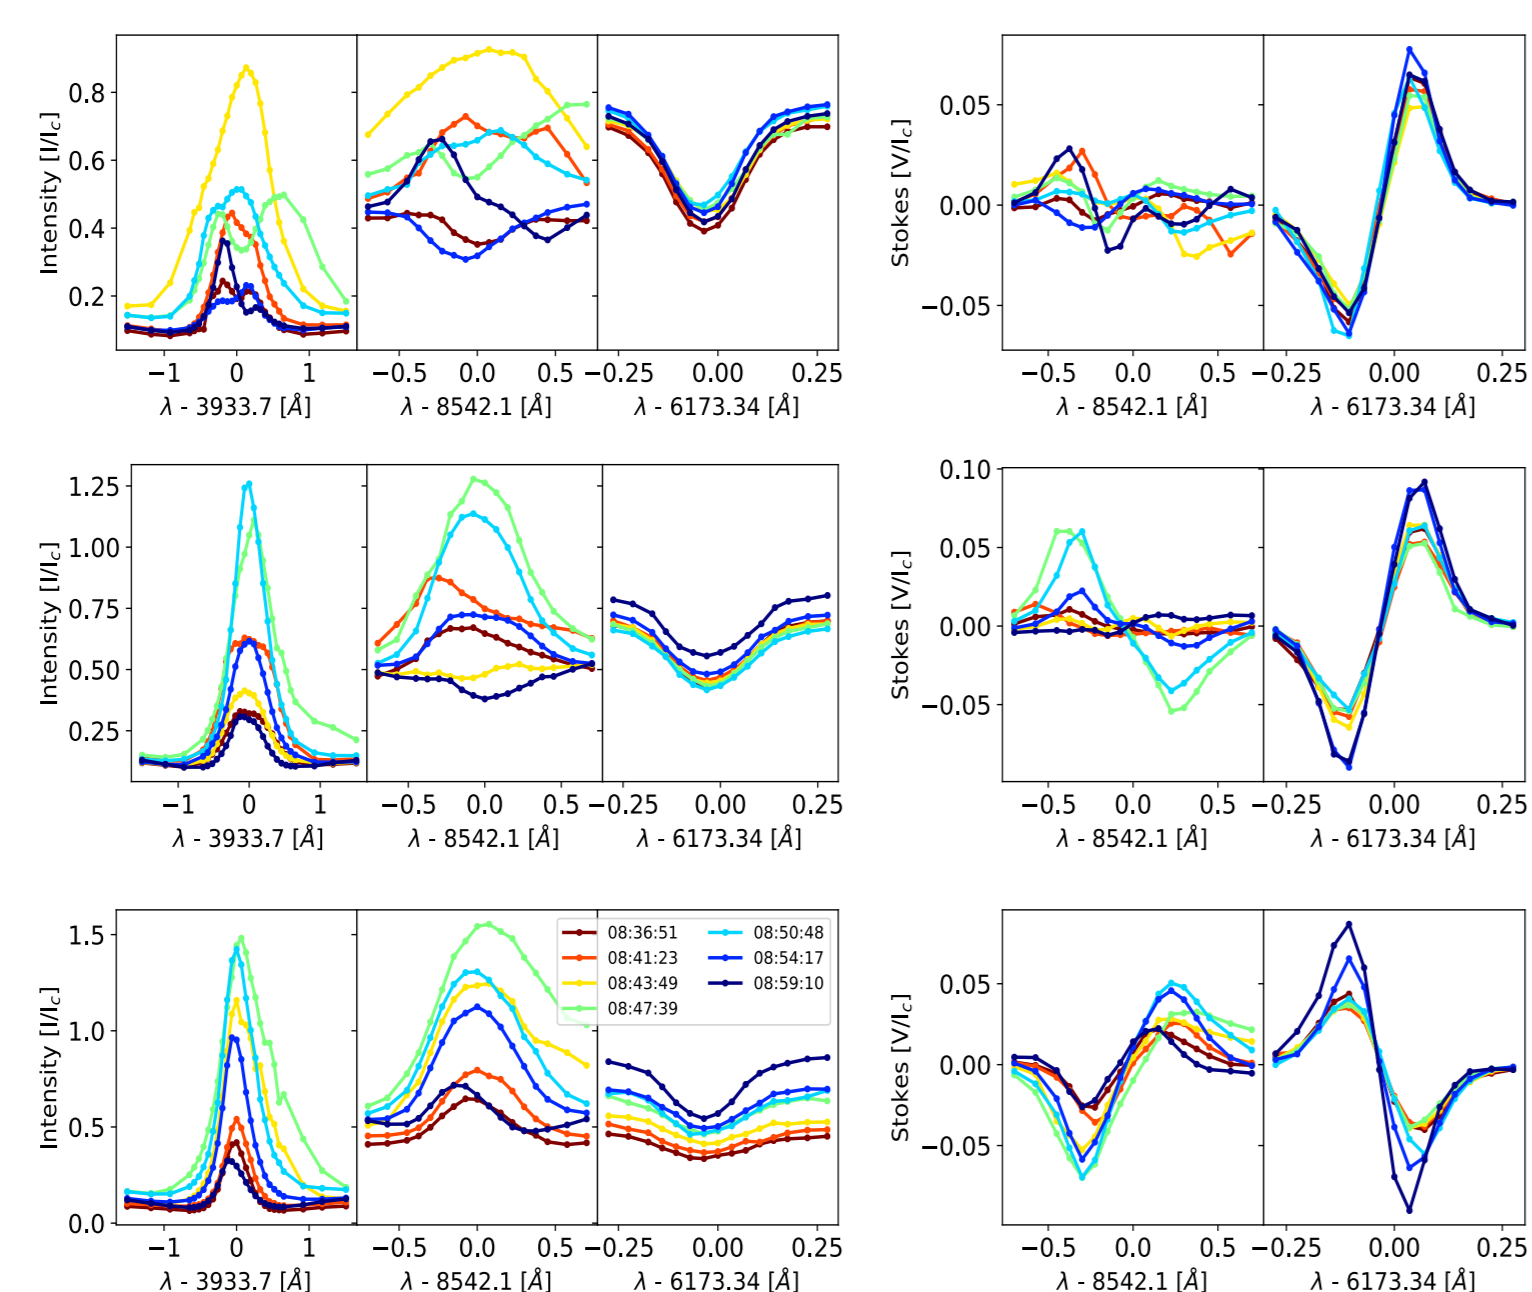 Intensity [I/I_c]
0.8
0.6
0.4
0.2
−1 0 1
−0.5 0.0 0.5
−0.25 0.00 0.25
λ - 3933.7 [Å]
λ - 8542.1 [Å]
λ - 6173.34 [Å]
Stokes [V/I_c]
0.05
0.00
−0.05
−0.5 0.0 0.5
−0.25 0.00 0.25
λ - 8542.1 [Å]
λ - 6173.34 [Å]
Intensity [I/I_c]
1.25
1.00
0.75
0.50
0.25
−1 0 1
−0.5 0.0 0.5
−0.25 0.00 0.25
λ - 3933.7 [Å]
λ - 8542.1 [Å]
λ - 6173.34 [Å]
Stokes [V/I_c]
0.10
0.05
0.00
−0.05
−0.5 0.0 0.5
−0.25 0.00 0.25
λ - 8542.1 [Å]
λ - 6173.34 [Å]
Intensity [I/I_c]
1.5
1.0
0.5
0.0
08:36:51 08:50:48
08:41:23 08:54:17
08:43:49 08:59:10
08:47:39
−1 0 1
−0.5 0.0 0.5
−0.25 0.00 0.25
λ - 3933.7 [Å]
λ - 8542.1 [Å]
λ - 6173.34 [Å]
Stokes [V/I_c]
0.05
0.00
−0.05
−0.5 0.0 0.5
−0.25 0.00 0.25
λ - 8542.1 [Å]
λ - 6173.34 [Å]